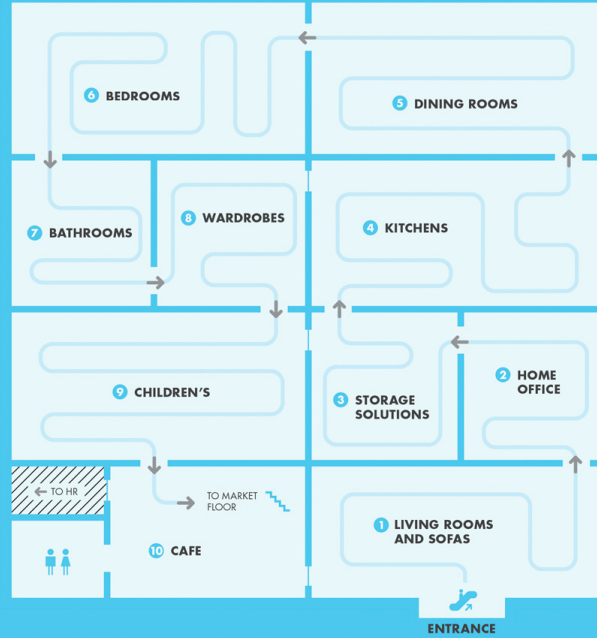 6 BEDROOMS
5 DINING ROOMS
7 BATHROOMS
8 WARDROBES
4 KITCHENS
9 CHILDREN'S
3 STORAGE
SOLUTIONS
2 HOME
OFFICE
TO HR
TO MARKET
FLOOR
10 CAFE
1 LIVING ROOMS
AND SOFAS
ENTRANCE